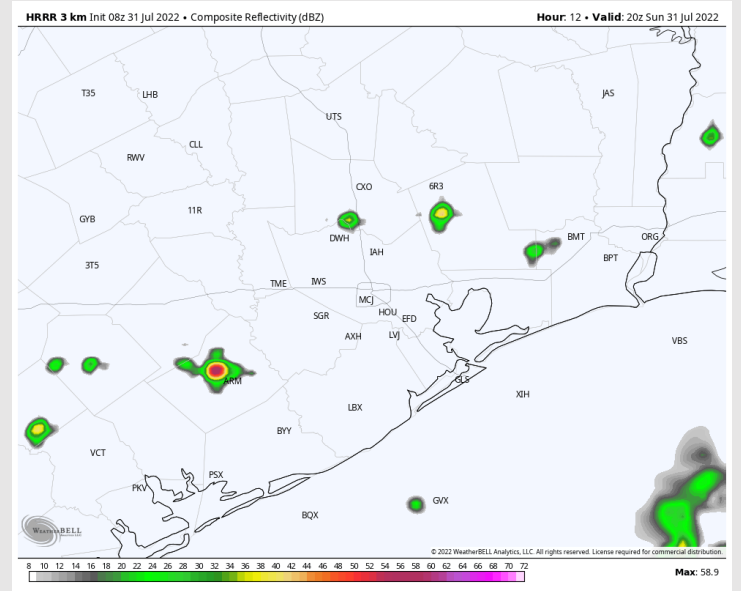 HRRR 3 km Init 08z 31 Jul 2022 • Composite Reflectivity (dBZ)
Hour: 12 • Valid: 20z Sun 31 Jul 2022
T35
LHB
JAS
UTS
CLL
RWV
CXO
6R3
11R
GYB
DWH
BMT
ORG
IAH
BPT
3T5
TME
IWS
MCJ
HOU
SGR
EFD
AXH
LVJ
VBS
ARM
GLS
XIH
LBX
BYY
VCT
PSX
PKV
GVX
BQX
WeatherBELL
© 2022 WeatherBELL Analytics, LLC. All rights reserved. License required for commercial distribution.
8 10 12 14 16 18 20 22 24 26 28 30 32 34 36 38 40 42 44 46 48 50 52 54 56 58 60 62 64 66 68 70 72
Max: 58.9